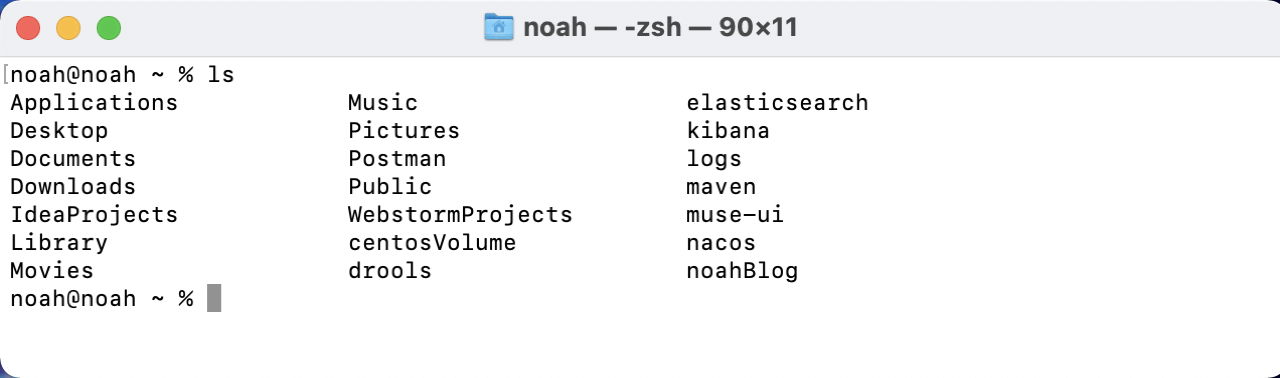 noah — -zsh — 90×11
noah@noah ~ % ls
Applications Music elasticsearch
Desktop Pictures kibana
Documents Postman logs
Downloads Public maven
IdeaProjects WebstormProjects muse-ui
Library centosVolume nacos
Movies drools noahBlog
noah@noah ~ %